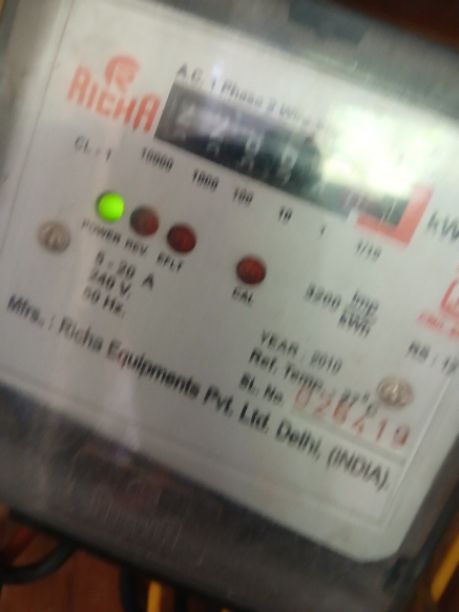 RICHA
A.C. 1 Phase 2 Wire
CL - 1
10000 1000 100 10 1 1/10
POWER REV EFLT
CAL
5 - 20 A
240 V.
50 Hz.
3200 imp
kWh
YEAR : 2010
Ref. Temp. : 27°C
SL. No. 026419
Mfrs. : Richa Equipments Pvt. Ltd. Delhi, (INDIA).